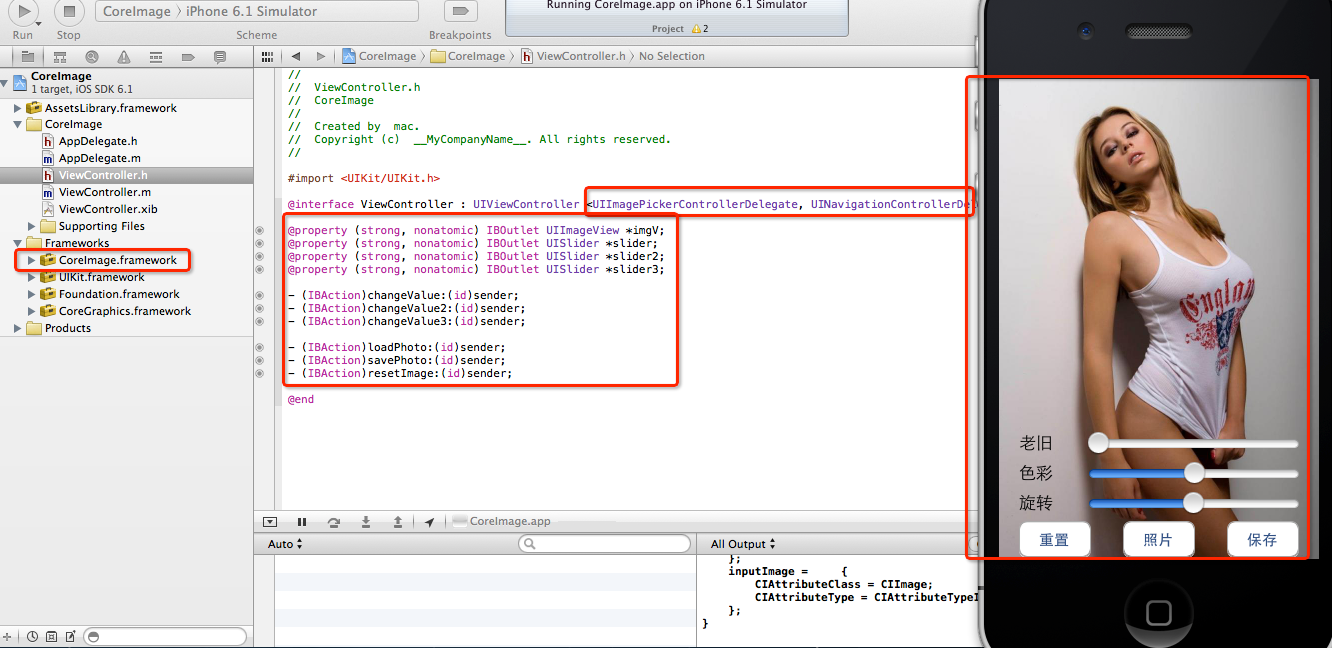 Running CoreImage.app on iPhone 6.1 Simulator
CoreImage › iPhone 6.1 Simulator
Run
Stop
Scheme
Breakpoints
Project 2
CoreImage
1 target, iOS SDK 6.1
AssetsLibrary.framework
CoreImage
AppDelegate.h
AppDelegate.m
ViewController.h
ViewController.m
ViewController.xib
Supporting Files
Frameworks
CoreImage.framework
UIKit.framework
Foundation.framework
CoreGraphics.framework
Products
CoreImage › CoreImage › ViewController.h › No Selection
//
// ViewController.h
// CoreImage
//
// Created by mac.
// Copyright (c) __MyCompanyName__. All rights reserved.
//
#import <UIKit/UIKit.h>
@interface ViewController : UIViewController <UIImagePickerControllerDelegate, UINavigationControllerDel
@property (strong, nonatomic) IBOutlet UIImageView *imgV;
@property (strong, nonatomic) IBOutlet UISlider *slider;
@property (strong, nonatomic) IBOutlet UISlider *slider2;
@property (strong, nonatomic) IBOutlet UISlider *slider3;
- (IBAction)changeValue:(id)sender;
- (IBAction)changeValue2:(id)sender;
- (IBAction)changeValue3:(id)sender;
- (IBAction)loadPhoto:(id)sender;
- (IBAction)savePhoto:(id)sender;
- (IBAction)resetImage:(id)sender;
@end
CoreImage.app
Auto
All Output
};
inputImage = {
CIAttributeClass = CIImage;
CIAttributeType = CIAttributeTypeI
};
}
England
老旧
色彩
旋转
重置
照片
保存